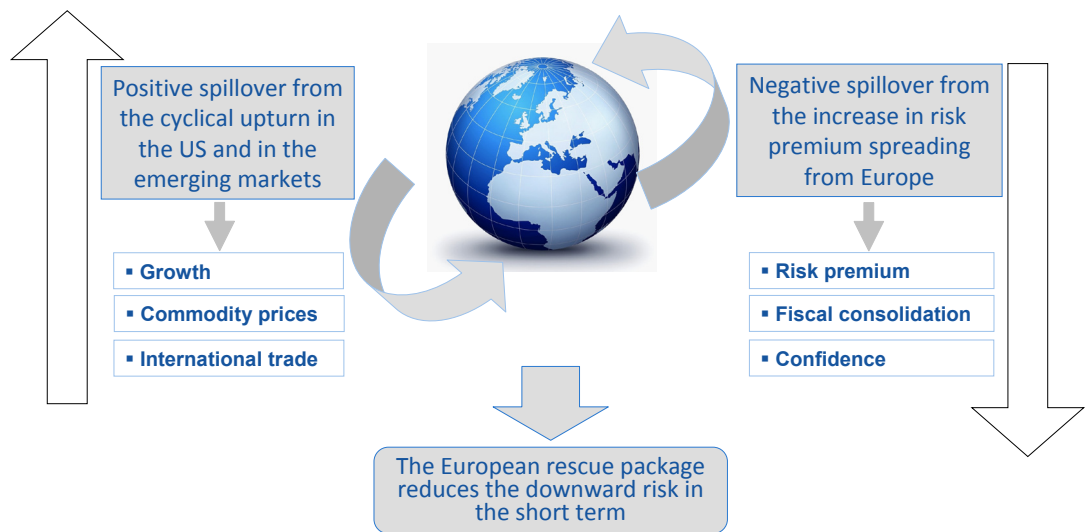 Positive spillover from
the cyclical upturn in
the US and in the
emerging markets
▪ Growth
▪ Commodity prices
▪ International trade
Negative spillover from
the increase in risk
premium spreading
from Europe
▪ Risk premium
▪ Fiscal consolidation
▪ Confidence
The European rescue package
reduces the downward risk in
the short term